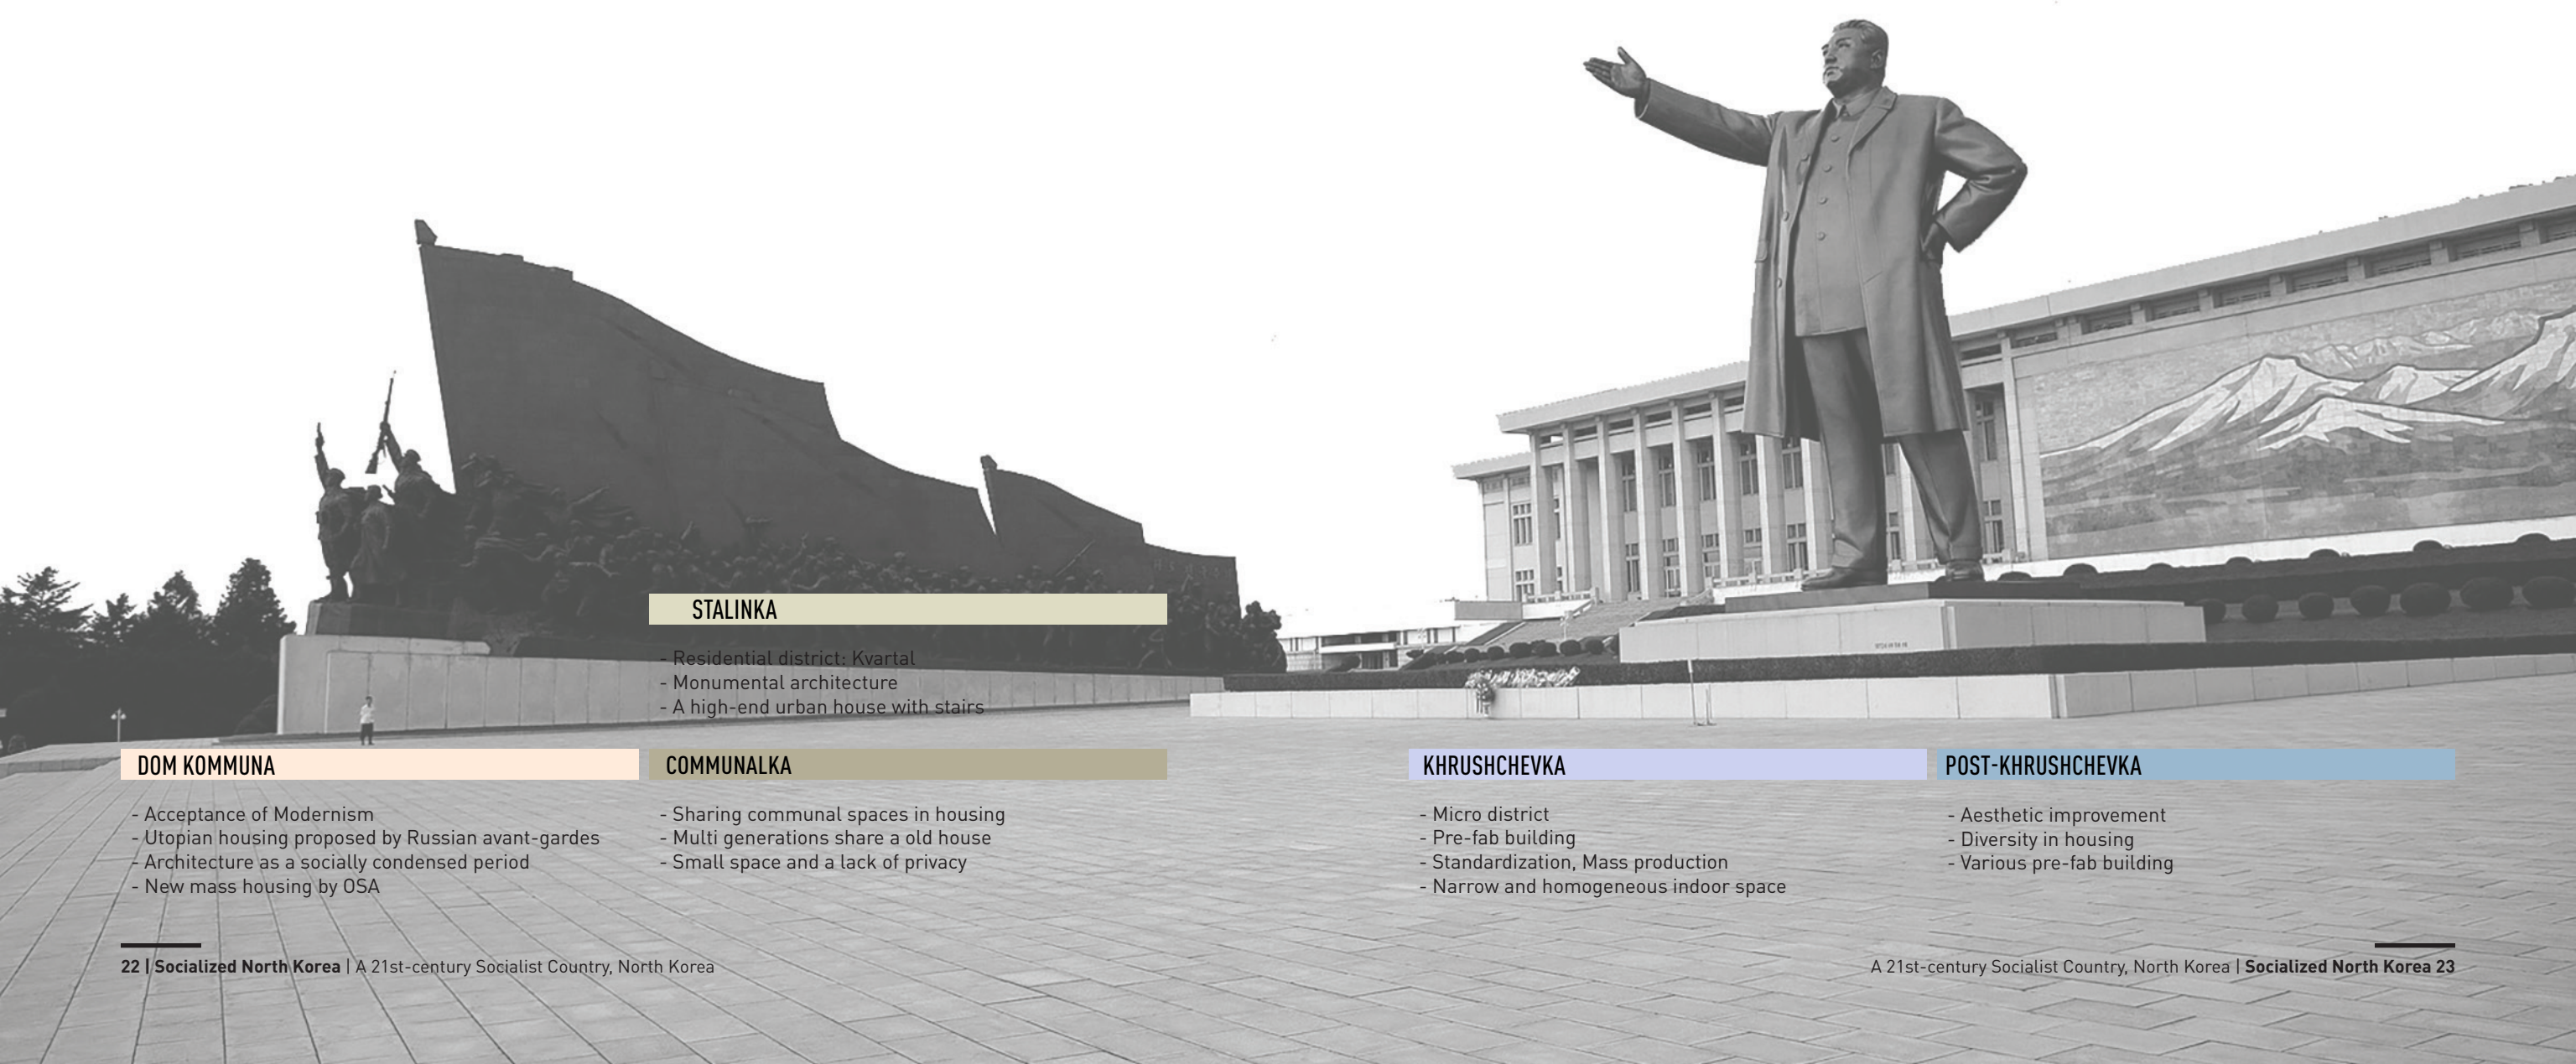 STALINKA
- Residential district: Kvartal
- Monumental architecture
- A high-end urban house with stairs
DOM KOMMUNA
- Acceptance of Modernism
- Utopian housing proposed by Russian avant-gardes
- Architecture as a socially condensed period
- New mass housing by OSA
COMMUNALKA
- Sharing communal spaces in housing
- Multi generations share a old house
- Small space and a lack of privacy
KHRUSHCHEVKA
- Micro district
- Pre-fab building
- Standardization, Mass production
- Narrow and homogeneous indoor space
POST-KHRUSHCHEVKA
- Aesthetic improvement
- Diversity in housing
- Various pre-fab building
22 | Socialized North Korea | A 21st-century Socialist Country, North Korea
A 21st-century Socialist Country, North Korea | Socialized North Korea 23